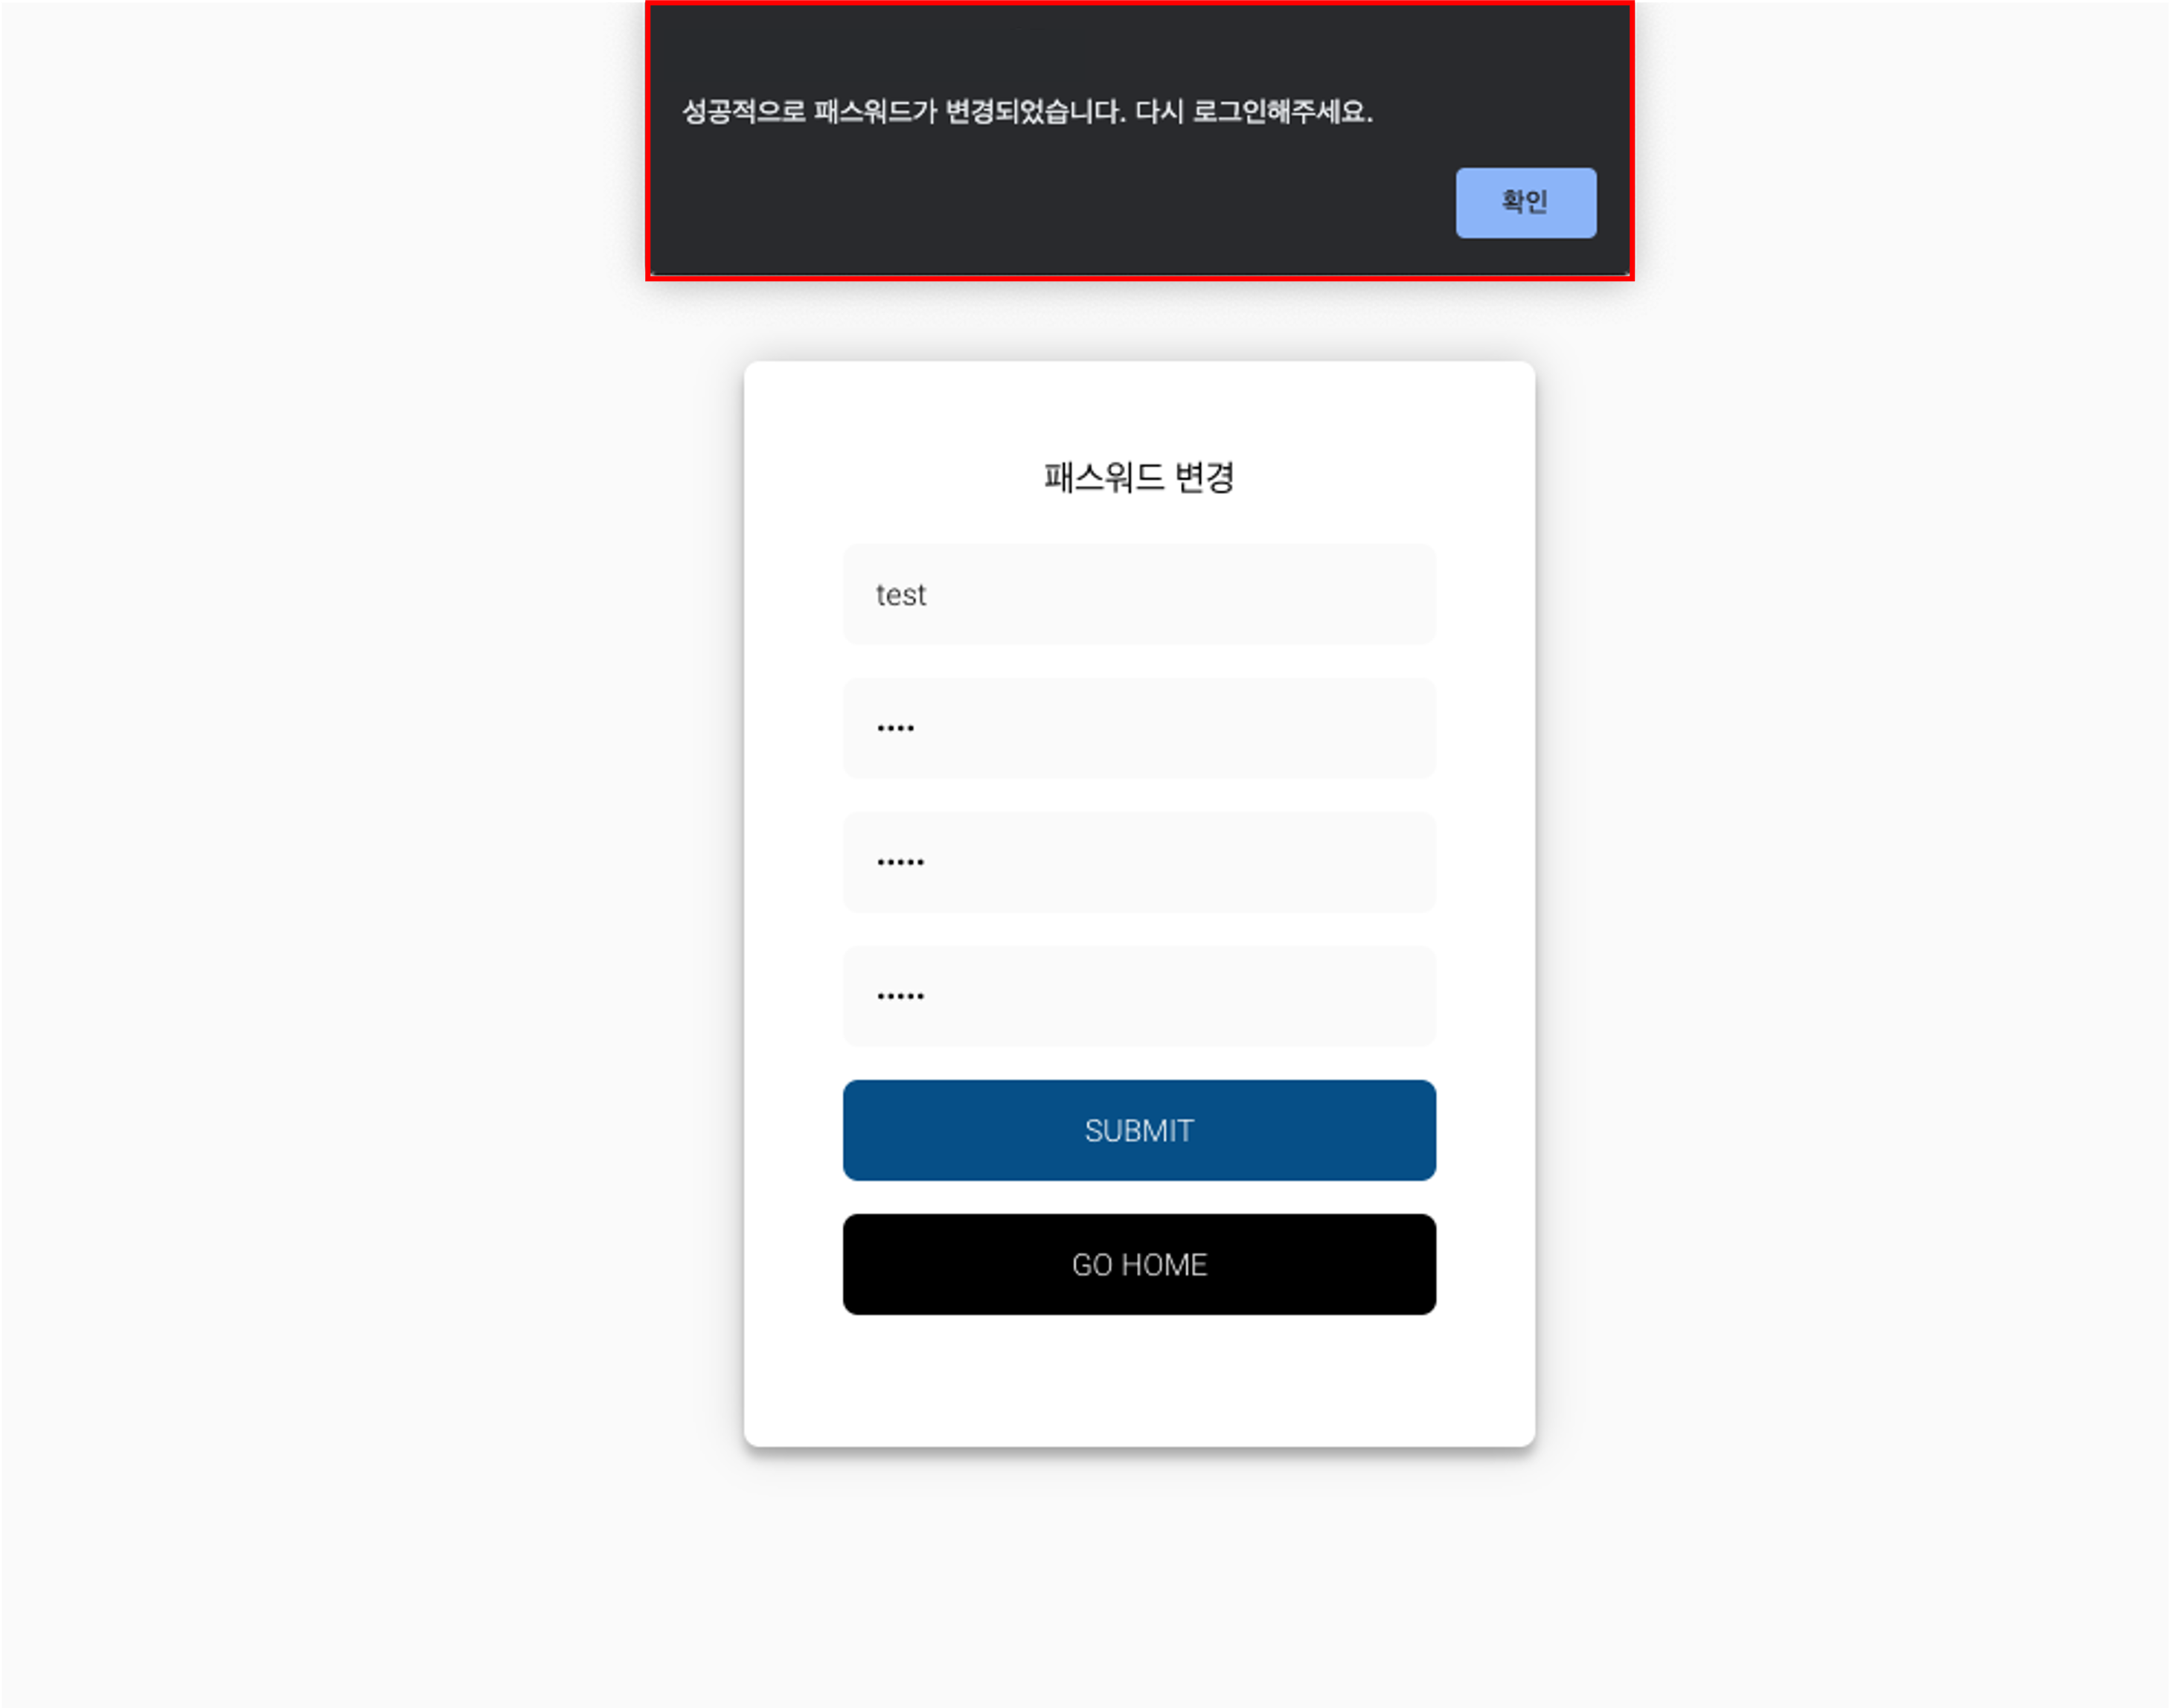 성공적으로 패스워드가 변경되었습니다. 다시 로그인해주세요.
확인
패스워드 변경
test
••••
•••••
•••••
SUBMIT
GO HOME